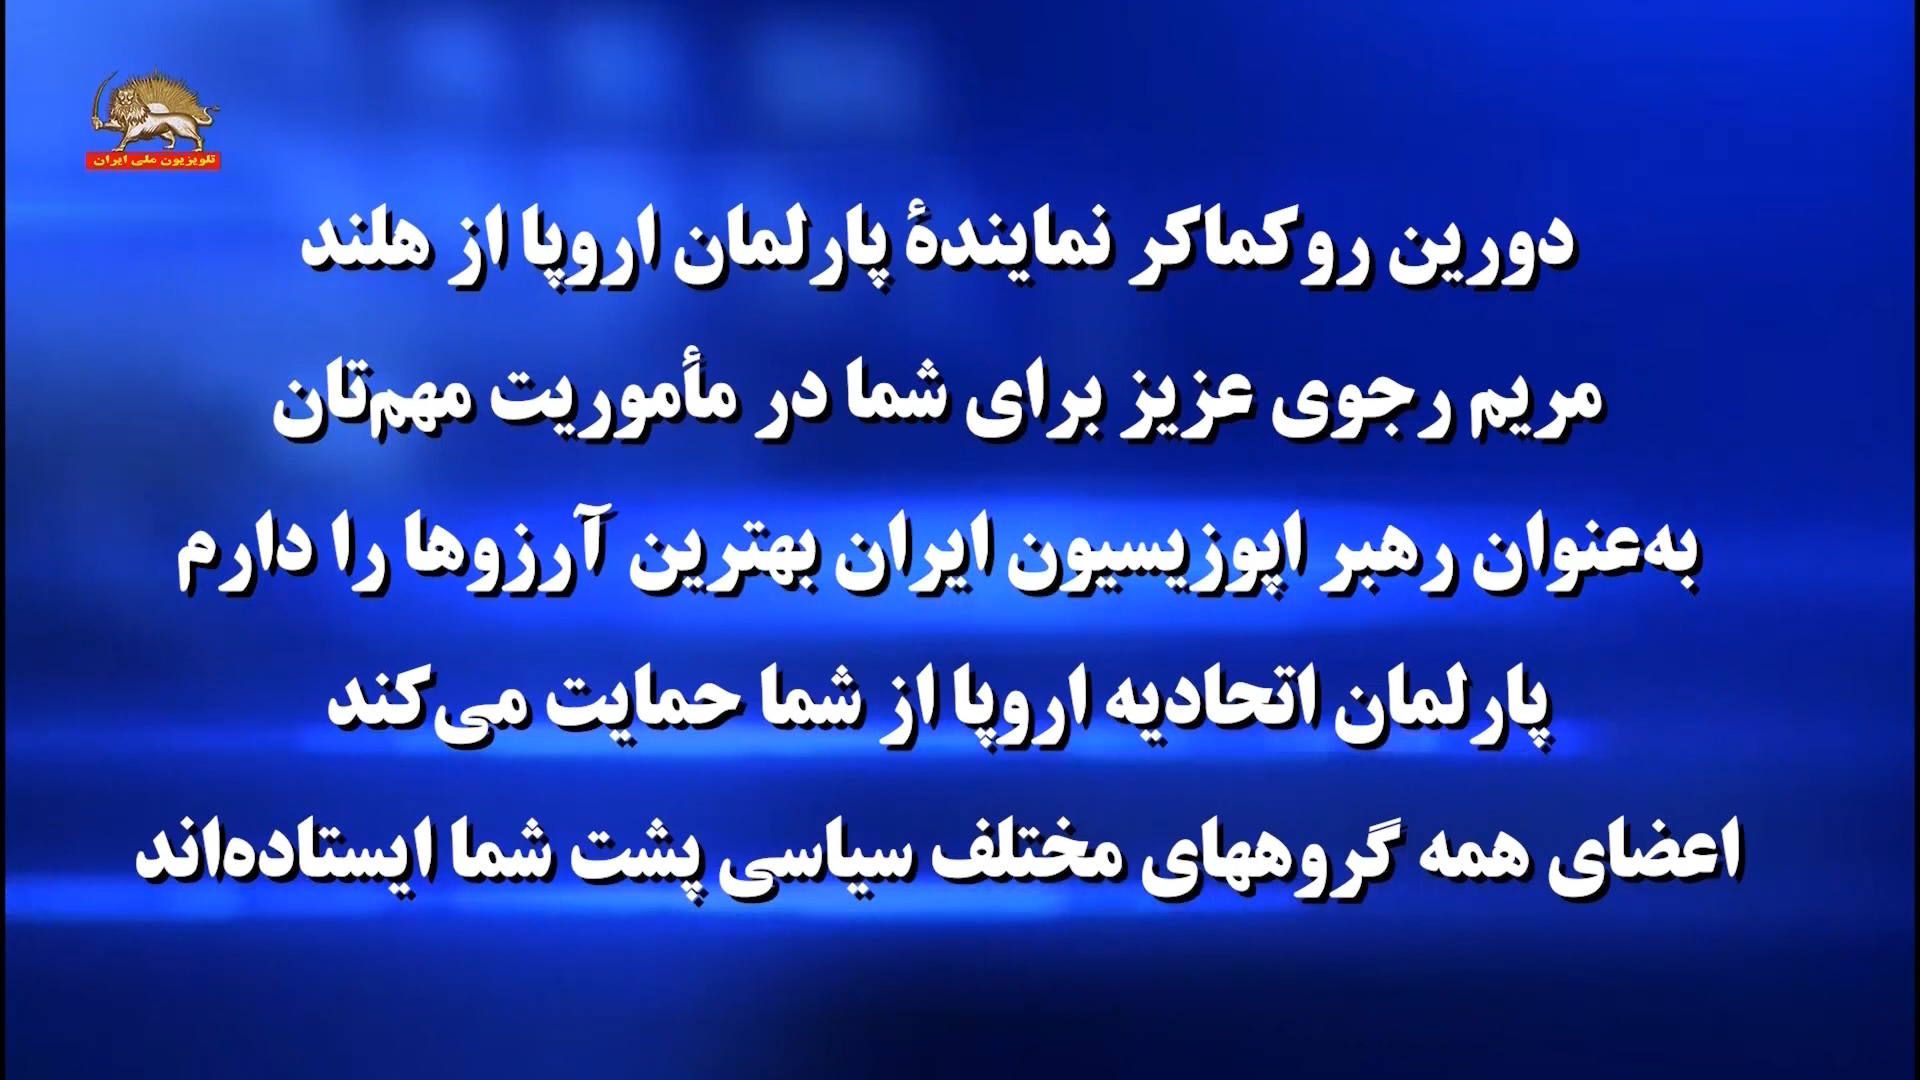 تلویزیون ملی ایران
دورین روکماکر نمایندهٔ پارلمان اروپا از هلند
مریم رجوی عزیز برای شما در مأموریت مهم‌تان
به‌عنوان رهبر اپوزیسیون ایران بهترین آرزوها را دارم
پارلمان اتحادیه اروپا از شما حمایت می‌کند
اعضای همه گروههای مختلف سیاسی پشت شما ایستاده‌اند